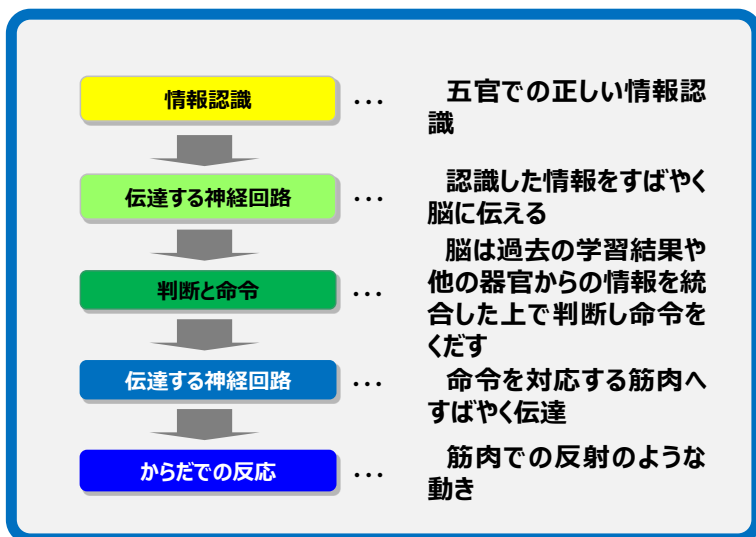 情報認識 ･･･ 五官での正しい情報認
識
伝達する神経回路 ･･･ 認識した情報をすばやく
脳に伝える
判断と命令 ･･･ 脳は過去の学習結果や
他の器官からの情報を統
合した上で判断し命令を
くだす
伝達する神経回路 ･･･ 命令を対応する筋肉へ
すばやく伝達
からだでの反応 ･･･ 筋肉での反射のような
動き